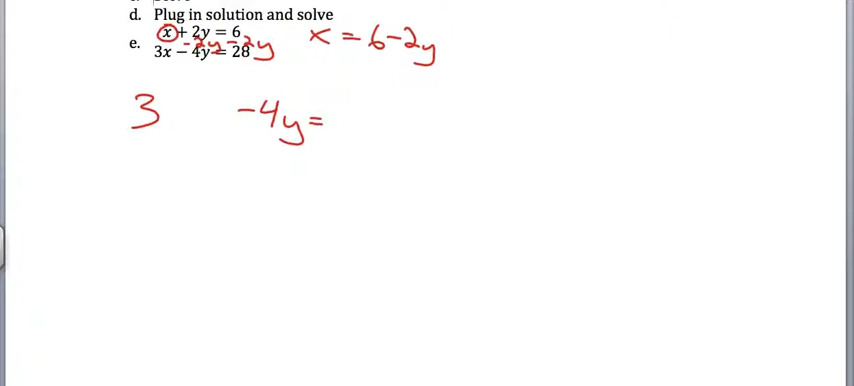 d. Plug in solution and solve
x + 2y = 6 x = 6 - 2y
- 2y - 2y
e. 3x − 4y = 28
3 - 4y =